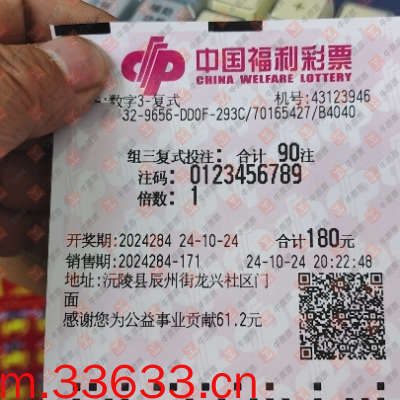 中国福利彩票
CHINA WELFARE LOTTERY
数字3-复式
机号:43123946
32-9656-DD0F-293C/70165427/B4040
组三复式投注: 合计 90注
注码: 0123456789
倍数: 1
开奖期:2024284 24-10-24 合计180元
销售期:2024284-171 24-10-24 20:22:48
地址:沅陵县辰州街龙兴社区门
面
感谢您为公益事业贡献61.2元
m.33633.cn